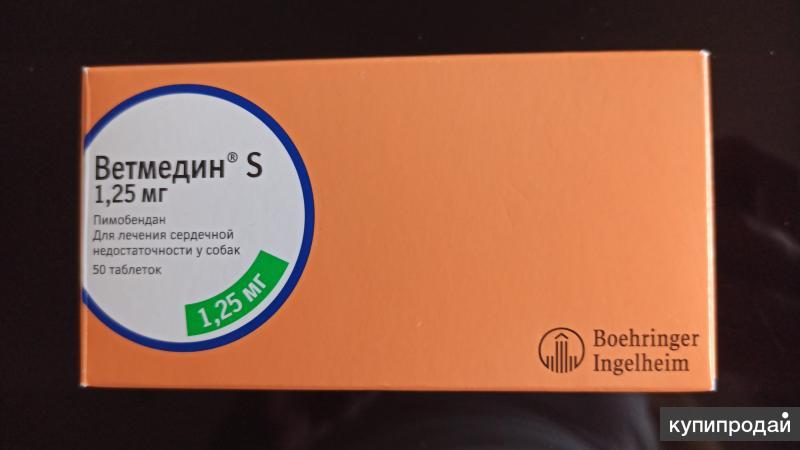 Ветмедин® S
1,25 мг
Пимобендан
Для лечения сердечной
недостаточности у собак
50 таблеток
1,25 мг
Boehringer
Ingelheim
купипродай